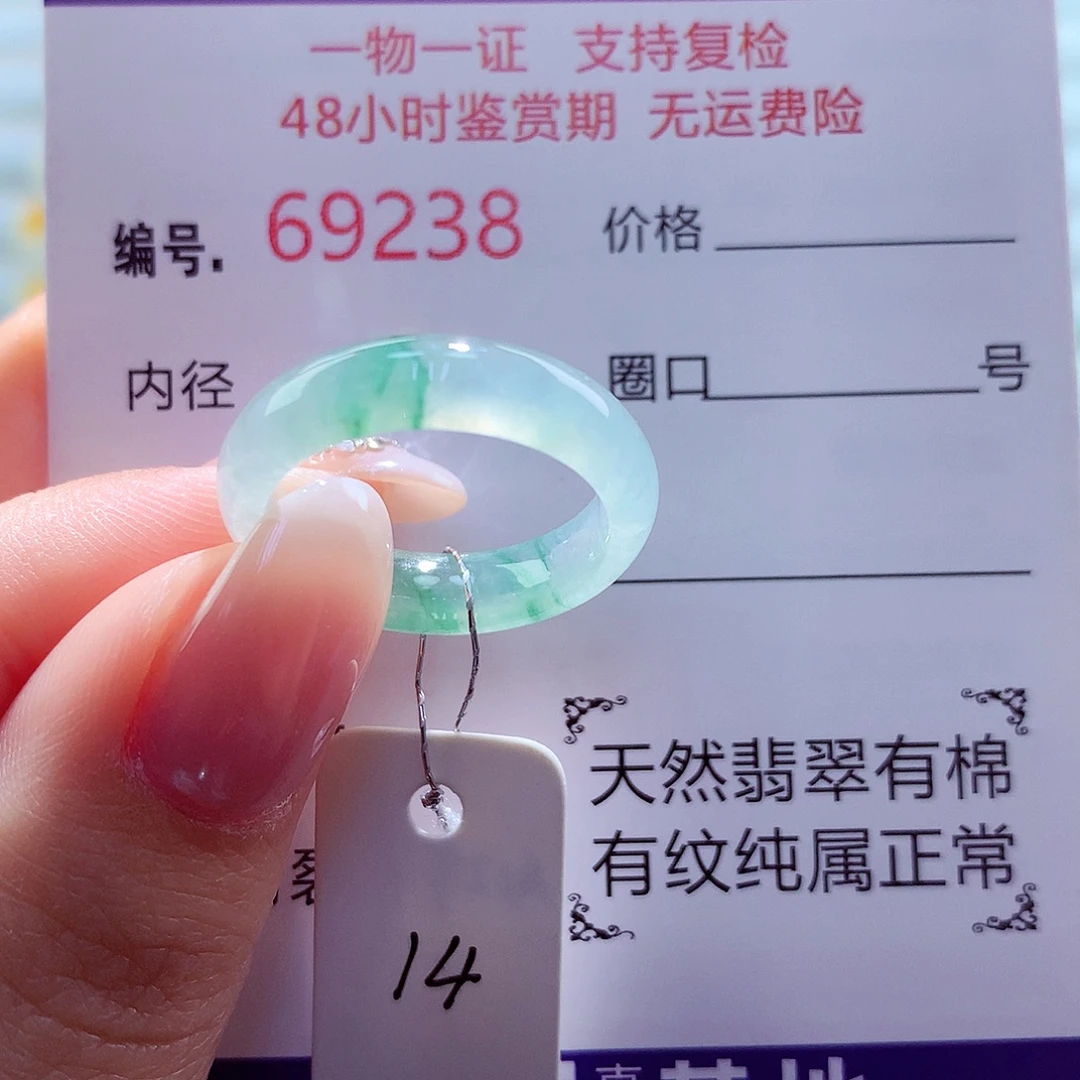 一物一证 支持复检
48小时鉴赏期 无运费险
编号. 69238 价格
内径 圈口 号
天然翡翠有棉
有纹纯属正常
裂
14